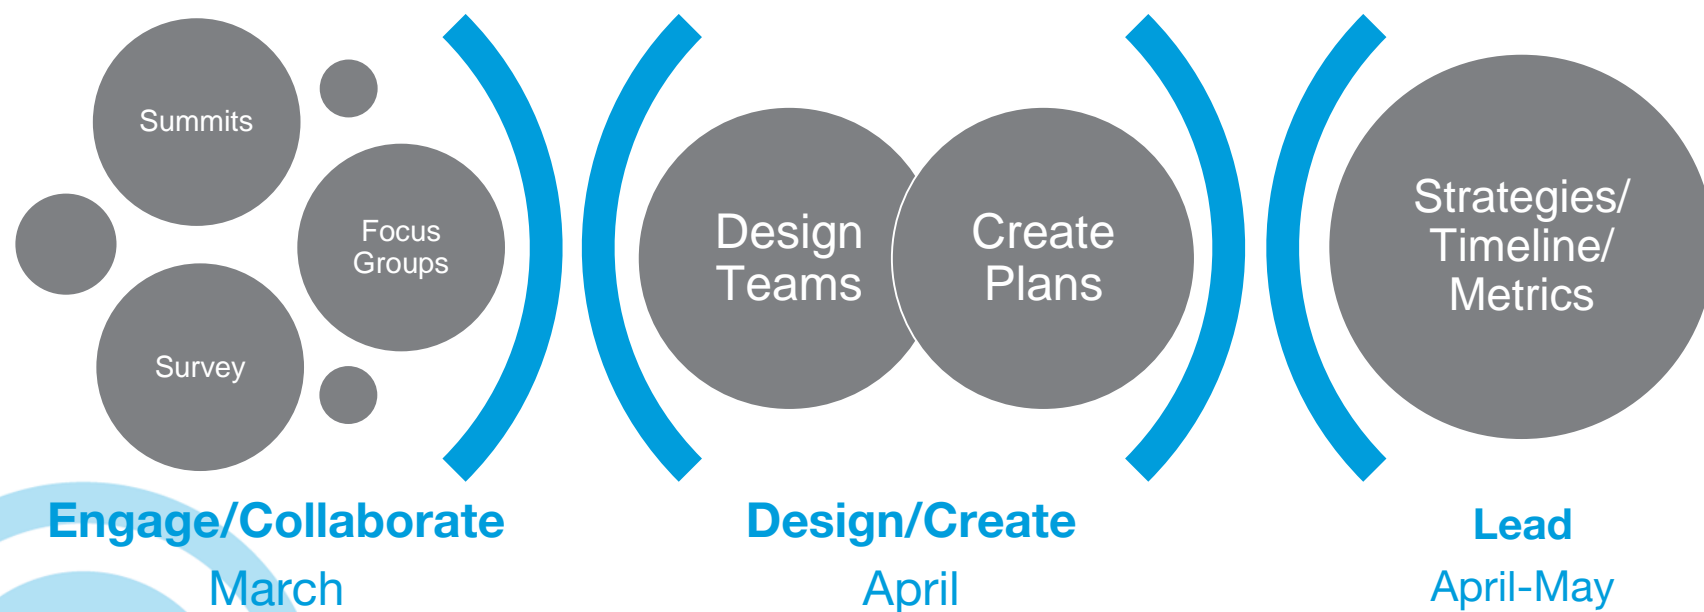 Summits
Focus
Groups
Survey
Engage/Collaborate
March
Design
Teams
Create
Plans
Design/Create
April
Strategies/
Timeline/
Metrics
Lead
April-May